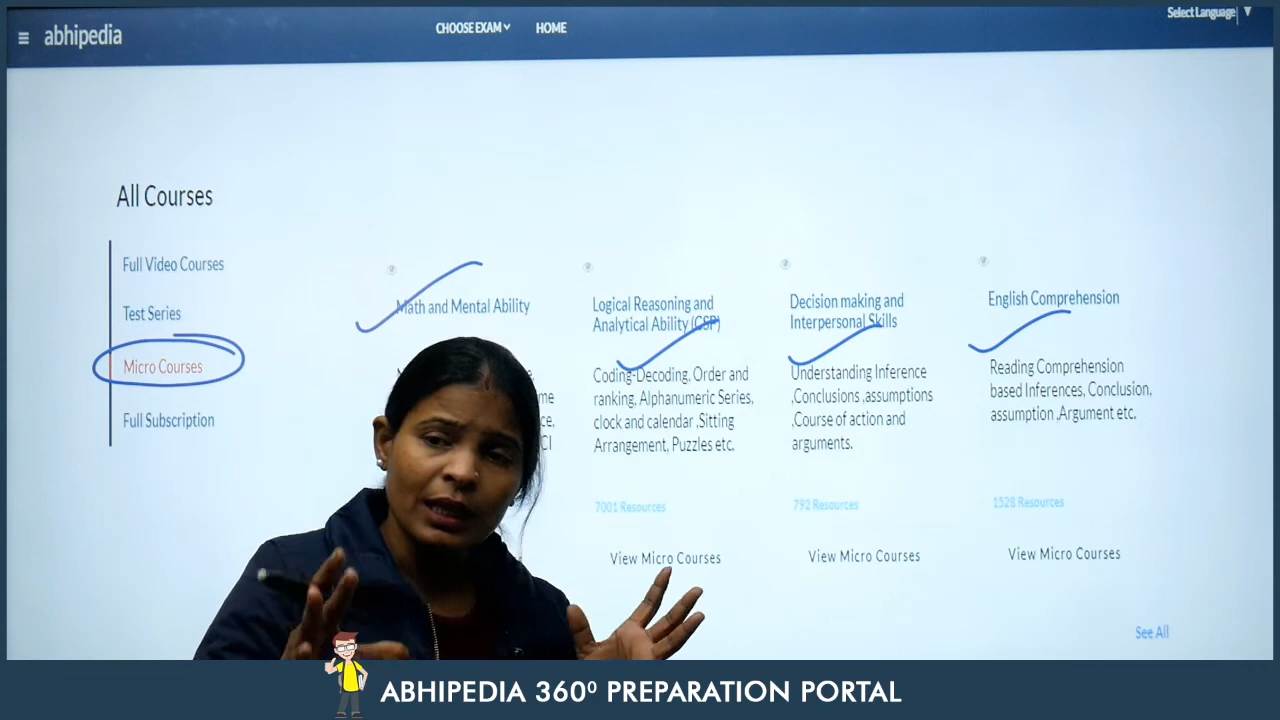 abhipedia
CHOOSE EXAM
HOME
Select Language
All Courses
Full Video Courses
Test Series
Micro Courses
Full Subscription
Math and Mental Ability
Logical Reasoning and
Analytical Ability (CSP)
Coding-Decoding, Order and
ranking, Alphanumeric Series,
clock and calendar ,Sitting
Arrangement, Puzzles etc.
7001 Resources
View Micro Courses
Decision making and
Interpersonal Skills
Understanding Inference
,Conclusions ,assumptions
,Course of action and
arguments.
792 Resources
View Micro Courses
English Comprehension
Reading Comprehension
based Inferences, Conclusion,
assumption ,Argument etc.
1528 Resources
View Micro Courses
See All
ABHIPEDIA 360⁰ PREPARATION PORTAL